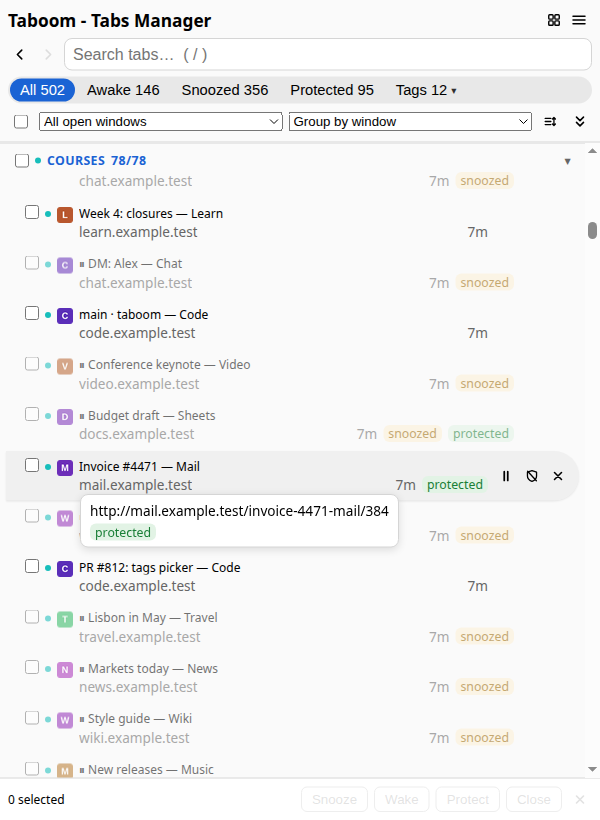 Taboom - Tabs Manager
Search tabs… ( / )
All 502 Awake 146 Snoozed 356 Protected 95 Tags 12 ▾
All open windows Group by window
COURSES 78/78 ▼
chat.example.test 7m snoozed
L Week 4: closures — Learn
learn.example.test 7m
C DM: Alex — Chat
chat.example.test 7m snoozed
C main · taboom — Code
code.example.test 7m
V Conference keynote — Video
video.example.test 7m snoozed
D Budget draft — Sheets
docs.example.test 7m snoozed protected
M Invoice #4471 — Mail
mail.example.test 7m protected
http://mail.example.test/invoice-4471-mail/384
protected
W 7m snoozed
C PR #812: tags picker — Code
code.example.test 7m
T Lisbon in May — Travel
travel.example.test 7m snoozed
N Markets today — News
news.example.test 7m snoozed
W Style guide — Wiki
wiki.example.test 7m snoozed
M New releases — Music
0 selected Snooze Wake Protect Close ✕